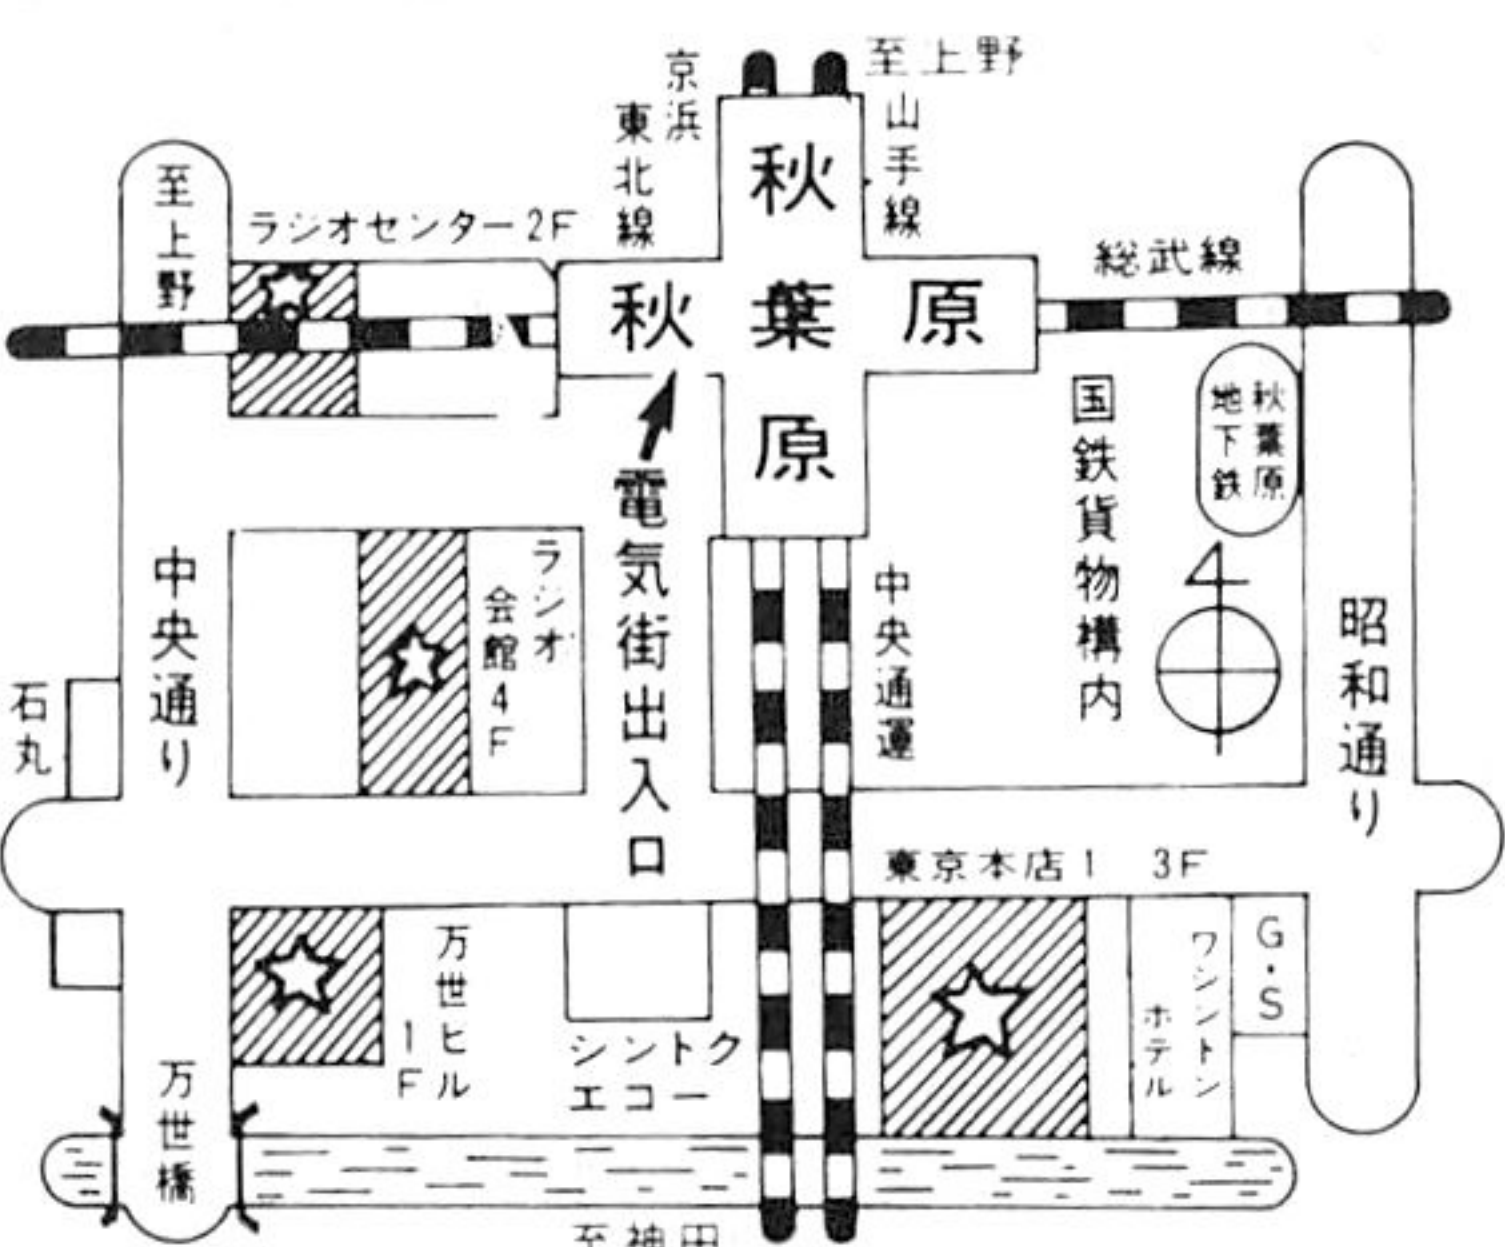 至上野
京浜
東北線
山手線
秋葉原
秋葉原
至上野
ラジオセンター2F
総武線
秋葉原
地下鉄
国鉄貨物構内
電気街出入口
中央通り
ラジオ
会館4F
中央通運
昭和通り
石丸
東京本店1 3F
万世ビル
1F
シントク
エコー
ワシントン
ホテル
G・S
万世橋
至神田